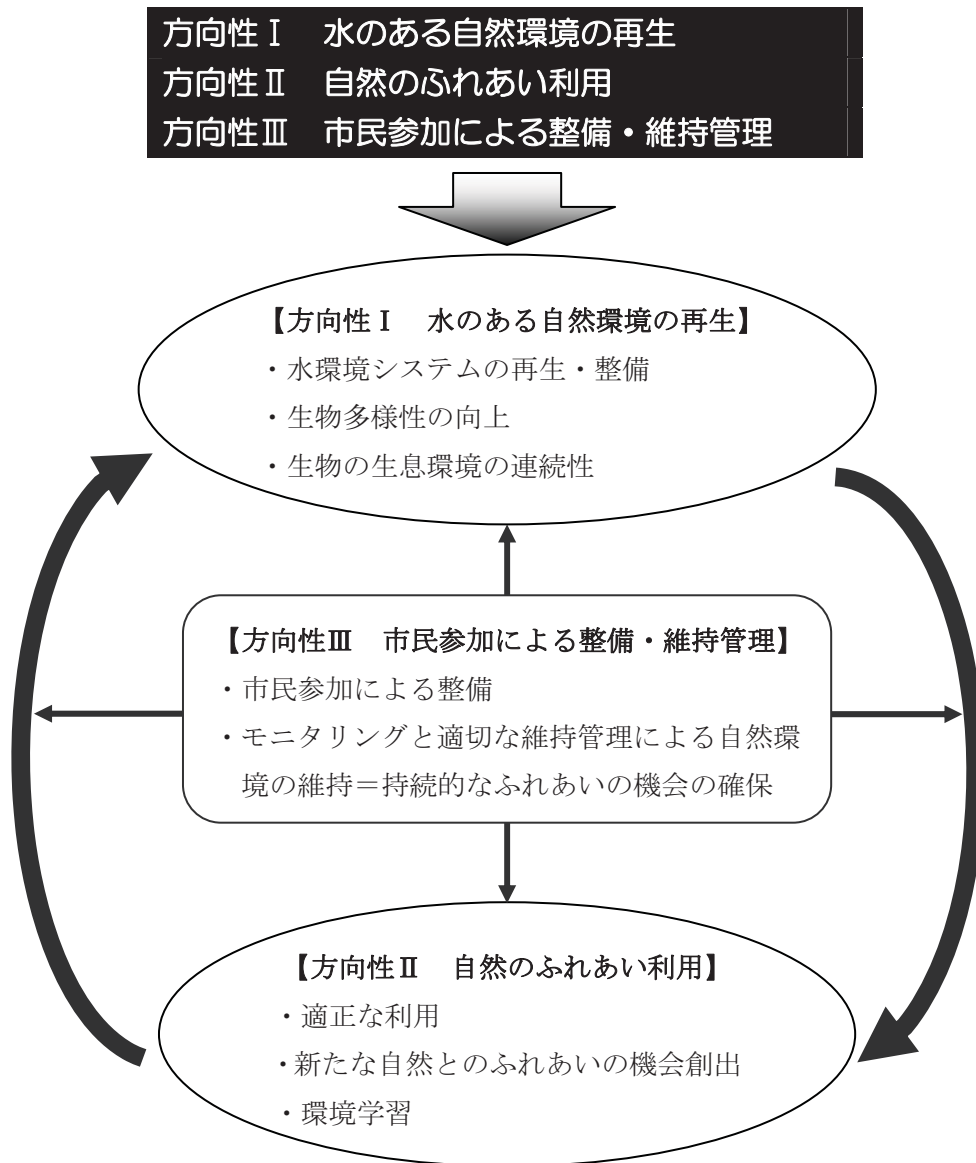 方向性Ⅰ　水のある自然環境の再生
方向性Ⅱ　自然のふれあい利用
方向性Ⅲ　市民参加による整備・維持管理
【方向性Ⅰ　水のある自然環境の再生】
・水環境システムの再生・整備
・生物多様性の向上
・生物の生息環境の連続性
【方向性Ⅲ　市民参加による整備・維持管理】
・市民参加による整備
・モニタリングと適切な維持管理による自然環
境の維持＝持続的なふれあいの機会の確保
【方向性Ⅱ　自然のふれあい利用】
・適正な利用
・新たな自然とのふれあいの機会創出
・環境学習